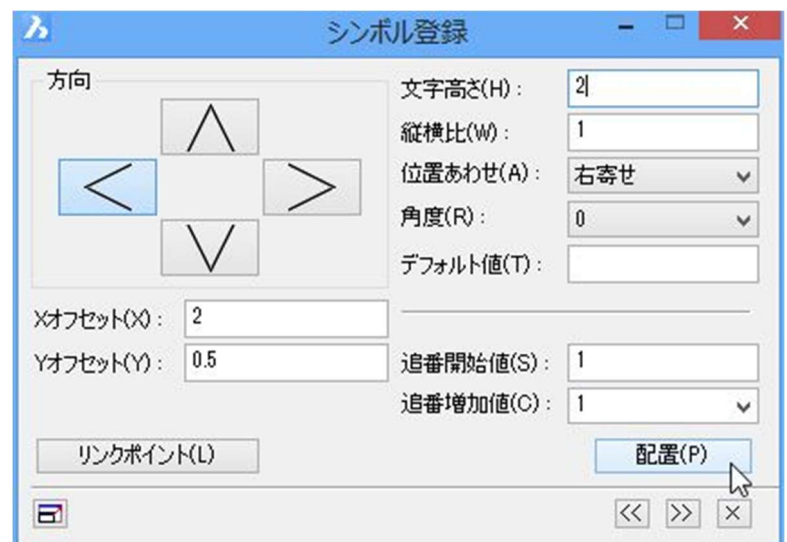 シンボル登録
方向
文字高さ(H) : 2
縦横比(W) : 1
位置あわせ(A) : 右寄せ
角度(R) : 0
デフォルト値(T) :
Xオフセット(X) : 2
Yオフセット(Y) : 0.5
追番開始値(S) : 1
追番増加値(C) : 1
リンクポイント(L)
配置(P)